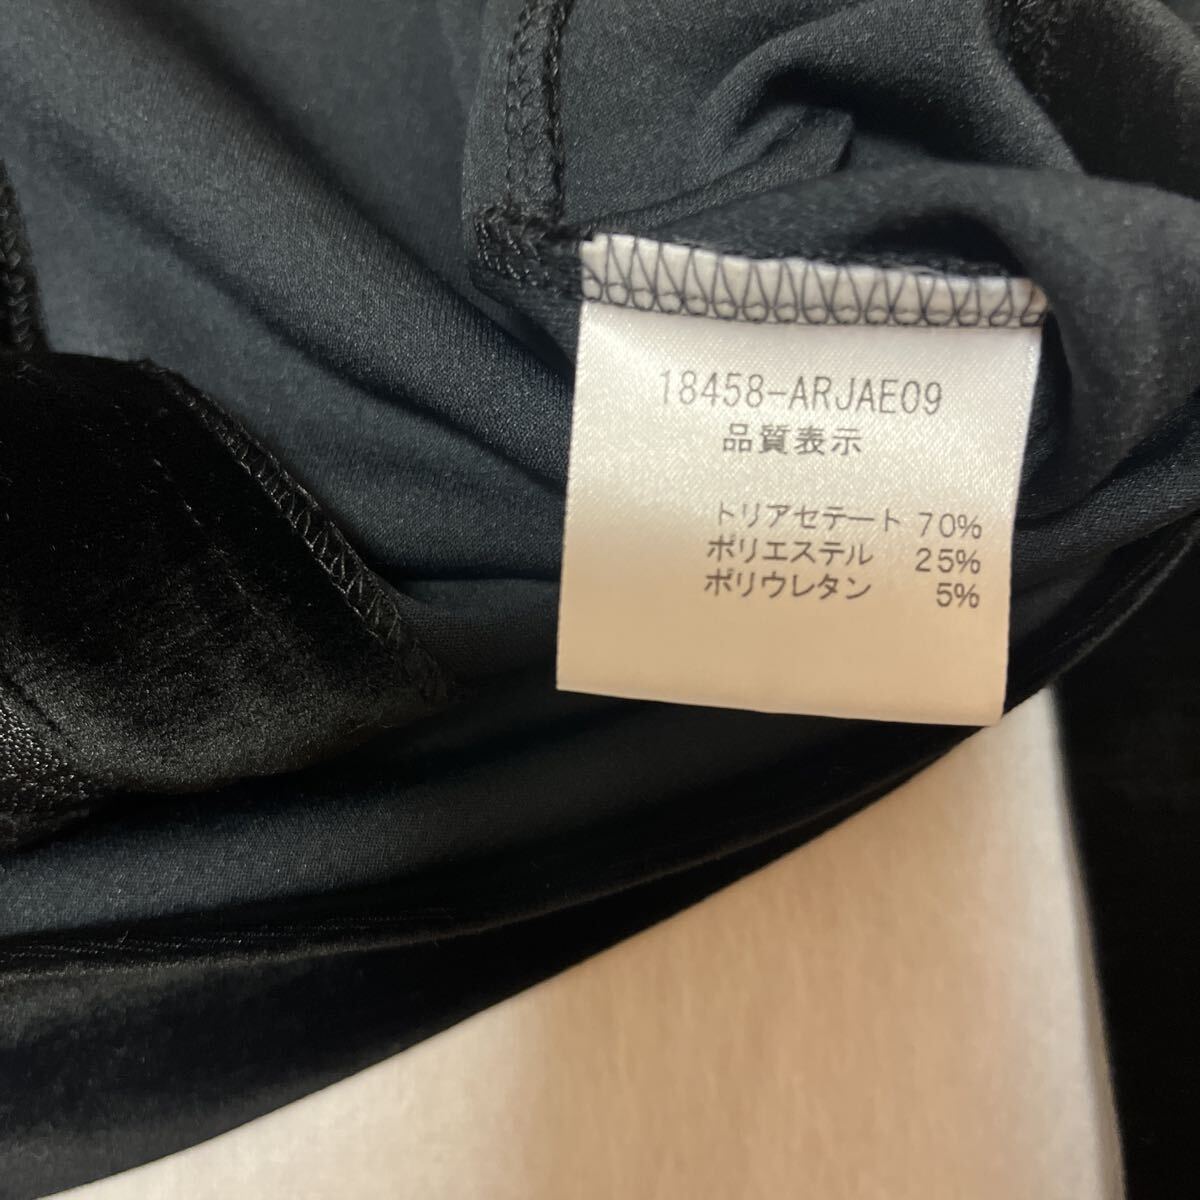 18458-ARJAE09
品質表示
トリアセテート 70%
ポリエステル 25%
ポリウレタン 5%